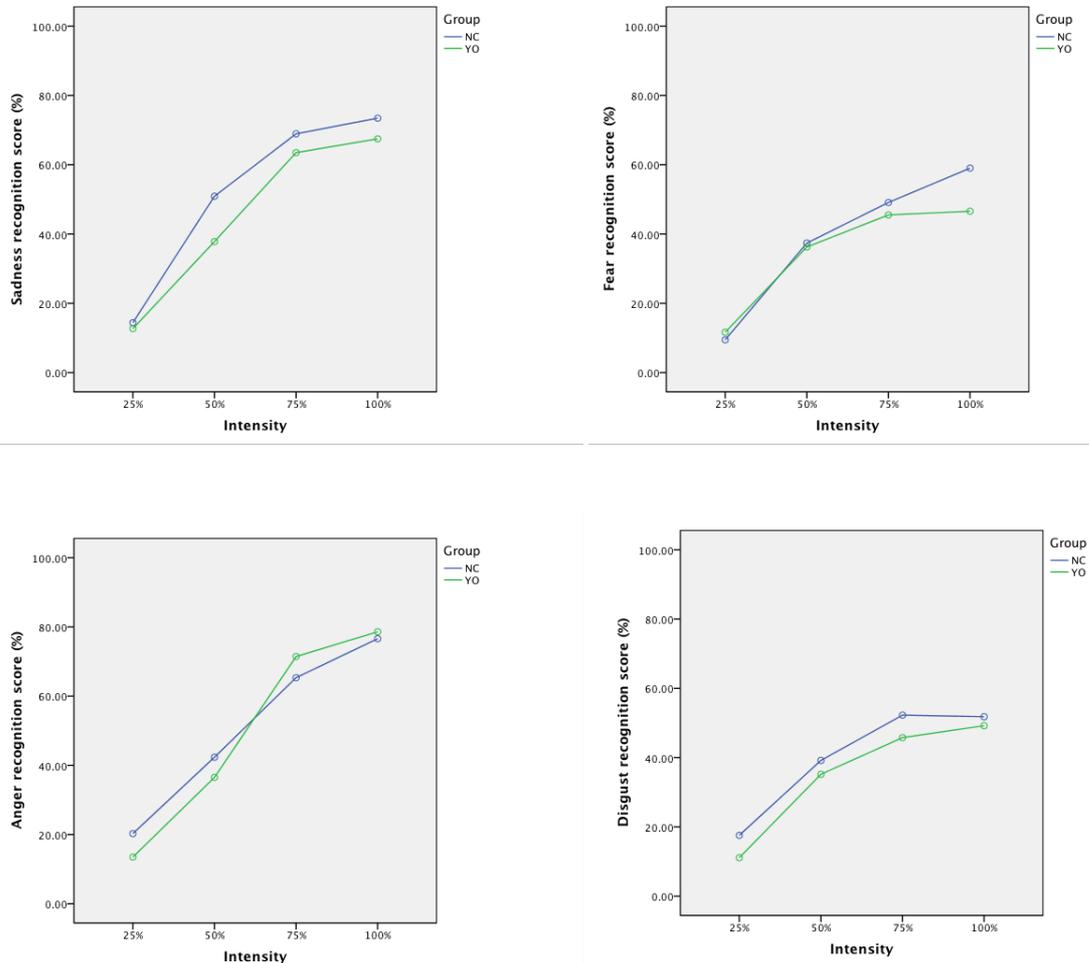 Group
NC
YO
100.00
80.00
60.00
40.00
20.00
0.00
Sadness recognition score (%)
25% 50% 75% 100%
Intensity
Group
NC
YO
100.00
80.00
60.00
40.00
20.00
0.00
Fear recognition score (%)
25% 50% 75% 100%
Intensity
Group
NC
YO
100.00
80.00
60.00
40.00
20.00
0.00
Anger recognition score (%)
25% 50% 75% 100%
Intensity
Group
NC
YO
100.00
80.00
60.00
40.00
20.00
0.00
Disgust recognition score (%)
25% 50% 75% 100%
Intensity